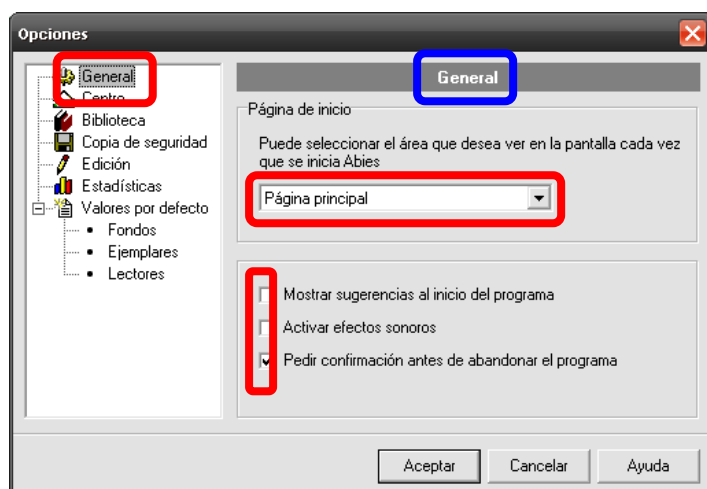 Opciones
General
Centro
Biblioteca
Copia de seguridad
Edición
Estadísticas
Valores por defecto
Fondos
Ejemplares
Lectores
General
Página de inicio
Puede seleccionar el área que desea ver en la pantalla cada vez
que se inicia Abies
Página principal
Mostrar sugerencias al inicio del programa
Activar efectos sonoros
Pedir confirmación antes de abandonar el programa
Aceptar
Cancelar
Ayuda